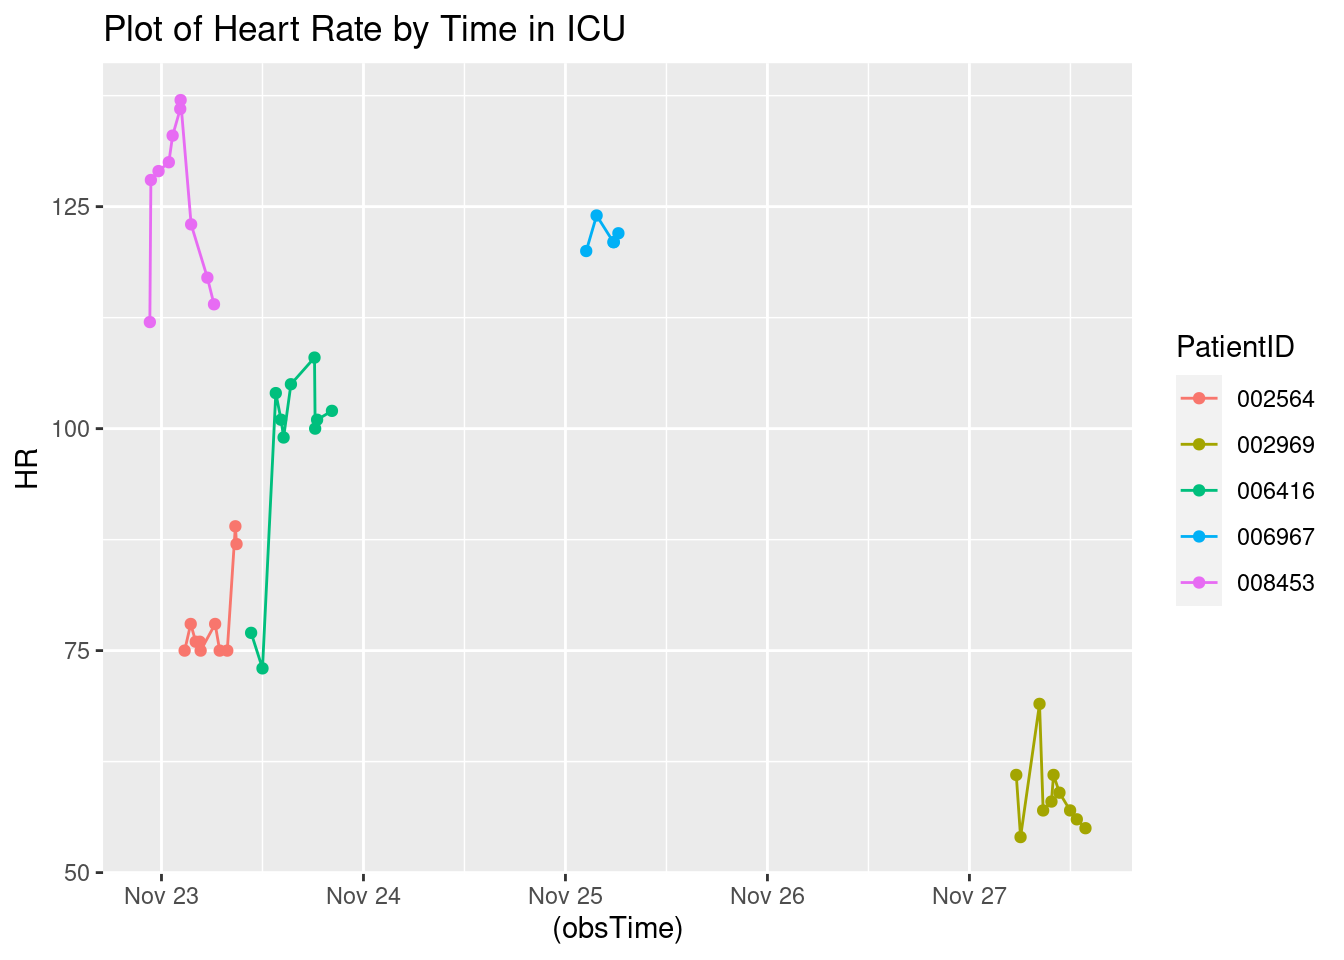 Plot of Heart Rate by Time in ICU
125
100
75
50
HR
Nov 23 Nov 24 Nov 25 Nov 26 Nov 27
(obsTime)
PatientID
002564
002969
006416
006967
008453